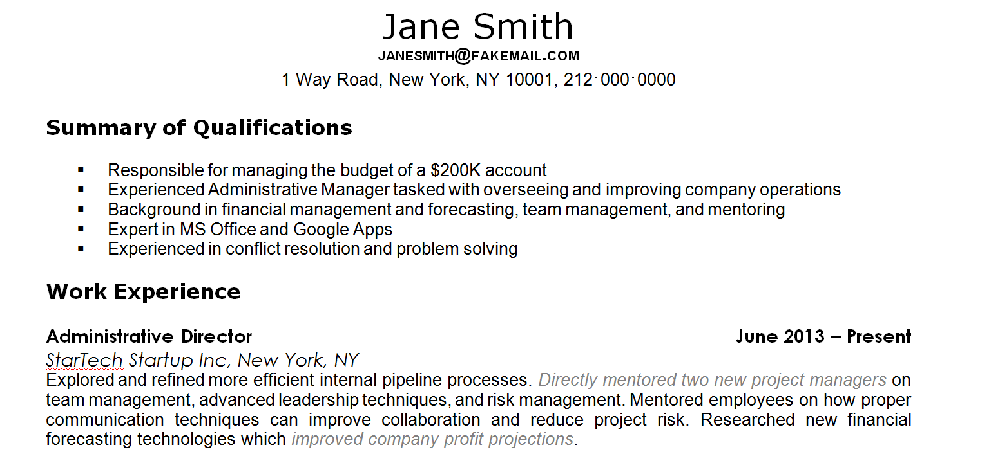 Jane Smith
JANESMITH@FAKEMAIL.COM
1 Way Road, New York, NY 10001, 212·000·0000
Summary of Qualifications
▪ Responsible for managing the budget of a $200K account
▪ Experienced Administrative Manager tasked with overseeing and improving company operations
▪ Background in financial management and forecasting, team management, and mentoring
▪ Expert in MS Office and Google Apps
▪ Experienced in conflict resolution and problem solving
Work Experience
Administrative Director June 2013 – Present
StarTech Startup Inc, New York, NY
Explored and refined more efficient internal pipeline processes. Directly mentored two new project managers on
team management, advanced leadership techniques, and risk management. Mentored employees on how proper
communication techniques can improve collaboration and reduce project risk. Researched new financial
forecasting technologies which improved company profit projections.